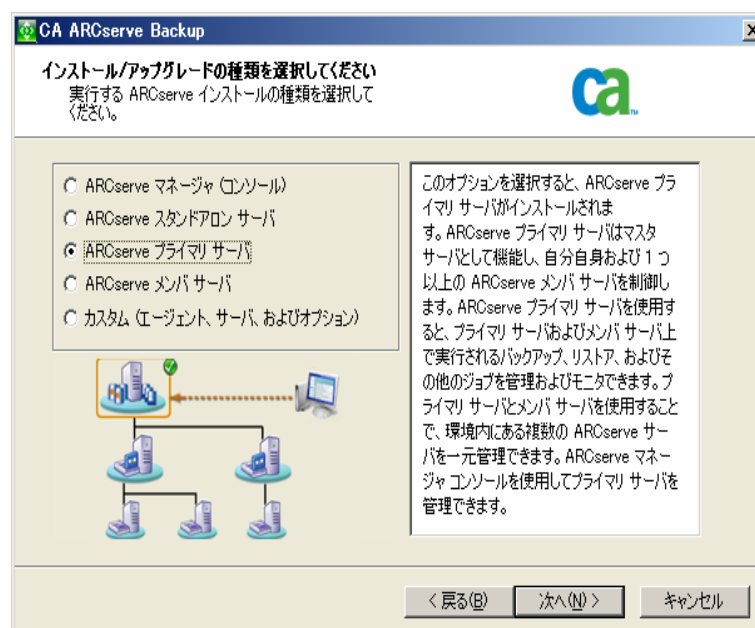 CA ARCserve Backup
インストール/アップグレードの種類を選択してください
実行する ARCserve インストールの種類を選択して
ください。
ca
ARCserve マネージャ (コンソール)
ARCserve スタンドアロン サーバ
ARCserve プライマリ サーバ
ARCserve メンバ サーバ
カスタム (エージェント、サーバ、およびオプション)
このオプションを選択すると、ARCserve プラ
イマリ サーバがインストールされま
す。ARCserve プライマリ サーバはマスタ
サーバとして機能し、自分自身および 1 つ
以上の ARCserve メンバ サーバを制御し
ます。ARCserve プライマリ サーバを使用す
ると、プライマリ サーバおよびメンバ サーバ上
で実行されるバックアップ、リストア、およびそ
の他のジョブを管理およびモニタできます。プ
ライマリ サーバとメンバ サーバを使用すること
で、環境内にある複数の ARCserve サー
バを一元管理できます。ARCserve マネー
ジャ コンソールを使用してプライマリ サーバを
管理できます。
< 戻る(B)
次へ(N) >
キャンセル